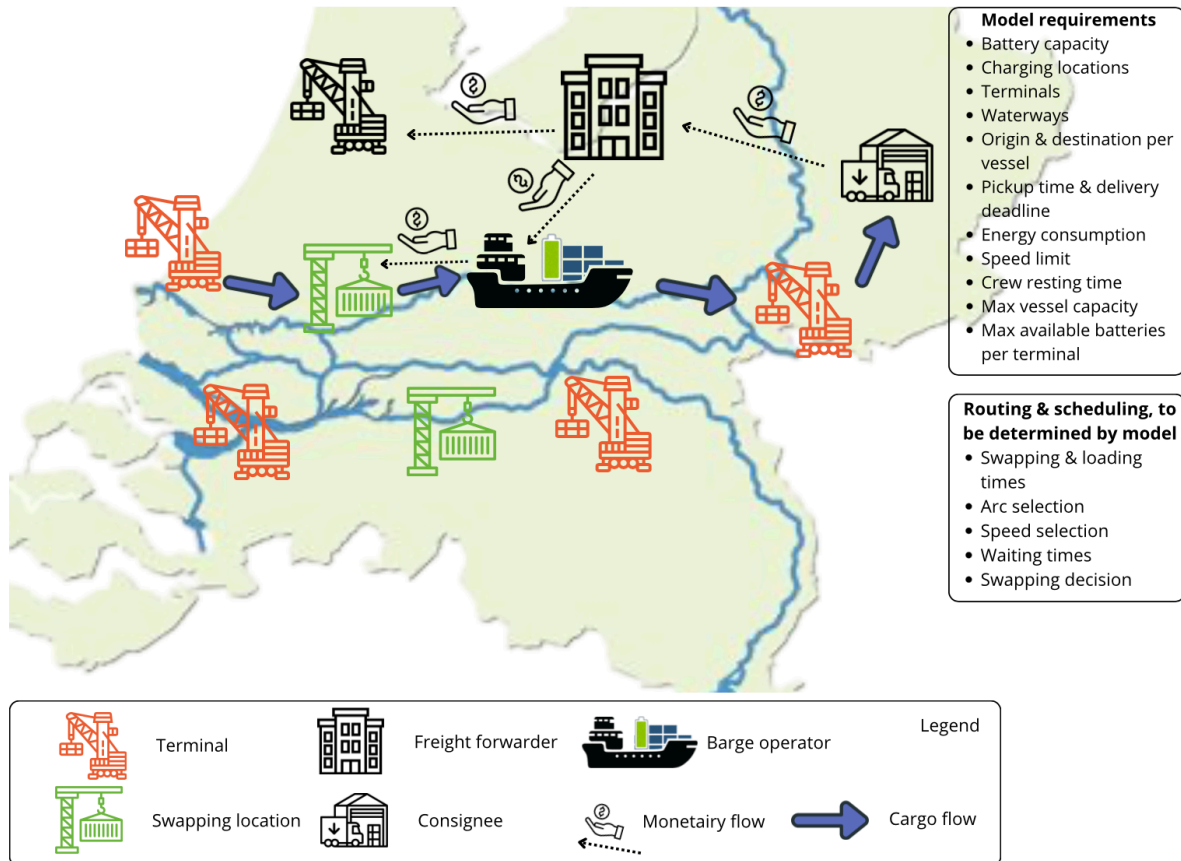 Model requirements
• Battery capacity
• Charging locations
• Terminals
• Waterways
• Origin & destination per
vessel
• Pickup time & delivery
deadline
• Energy consumption
• Speed limit
• Crew resting time
• Max vessel capacity
• Max available batteries
per terminal
Routing & scheduling, to
be determined by model
• Swapping & loading
times
• Arc selection
• Speed selection
• Waiting times
• Swapping decision
Legend
Terminal
Freight forwarder
Barge operator
Swapping location
Consignee
Monetairy flow
Cargo flow